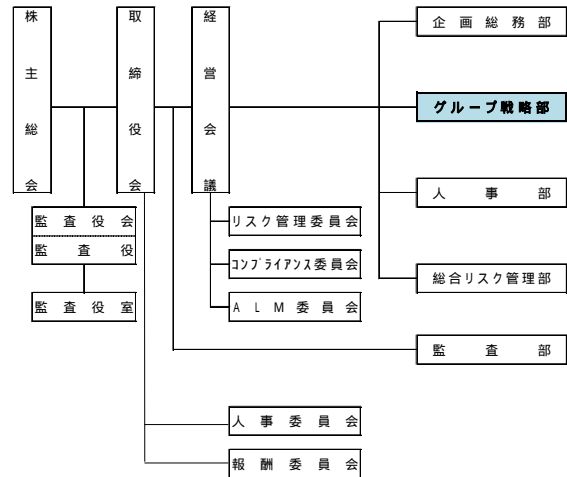 株主総会
取締役会
経営会議
企画総務部
グループ戦略部
人事部
総合リスク管理部
監査部
監査役会
監査役
監査役室
リスク管理委員会
コンプライアンス委員会
ALM委員会
人事委員会
報酬委員会